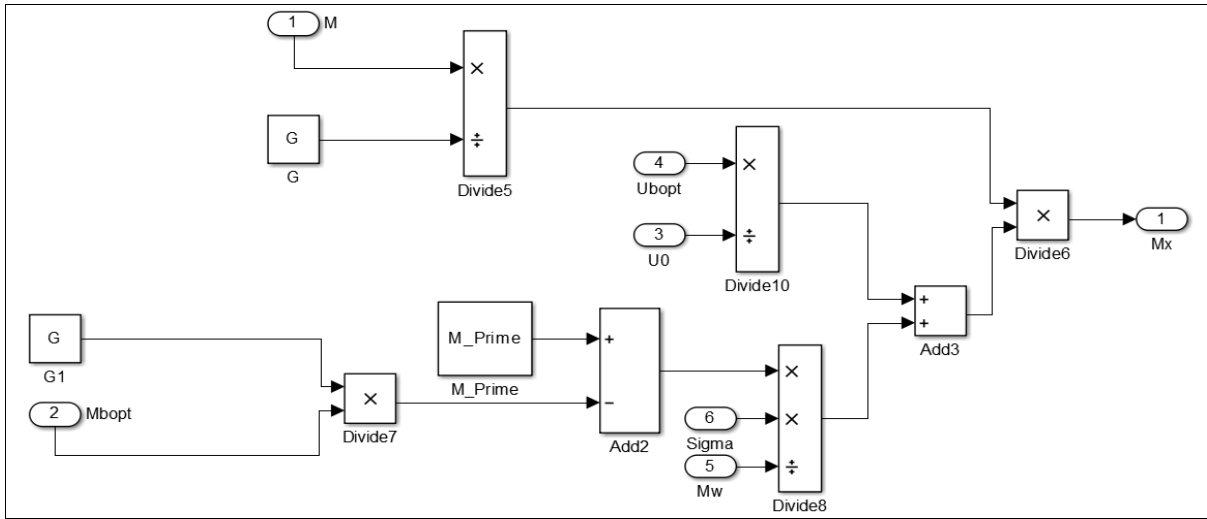 1
M
×
G
÷
G
Divide5
4
×
Ubopt
3
÷
U0
Divide10
×
Divide6
1
Mx
M_Prime
M_Prime
+
−
Add2
+
+
Add3
G
G1
2
Mbopt
×
Divide7
×
6
×
Sigma
5
÷
Mw
Divide8